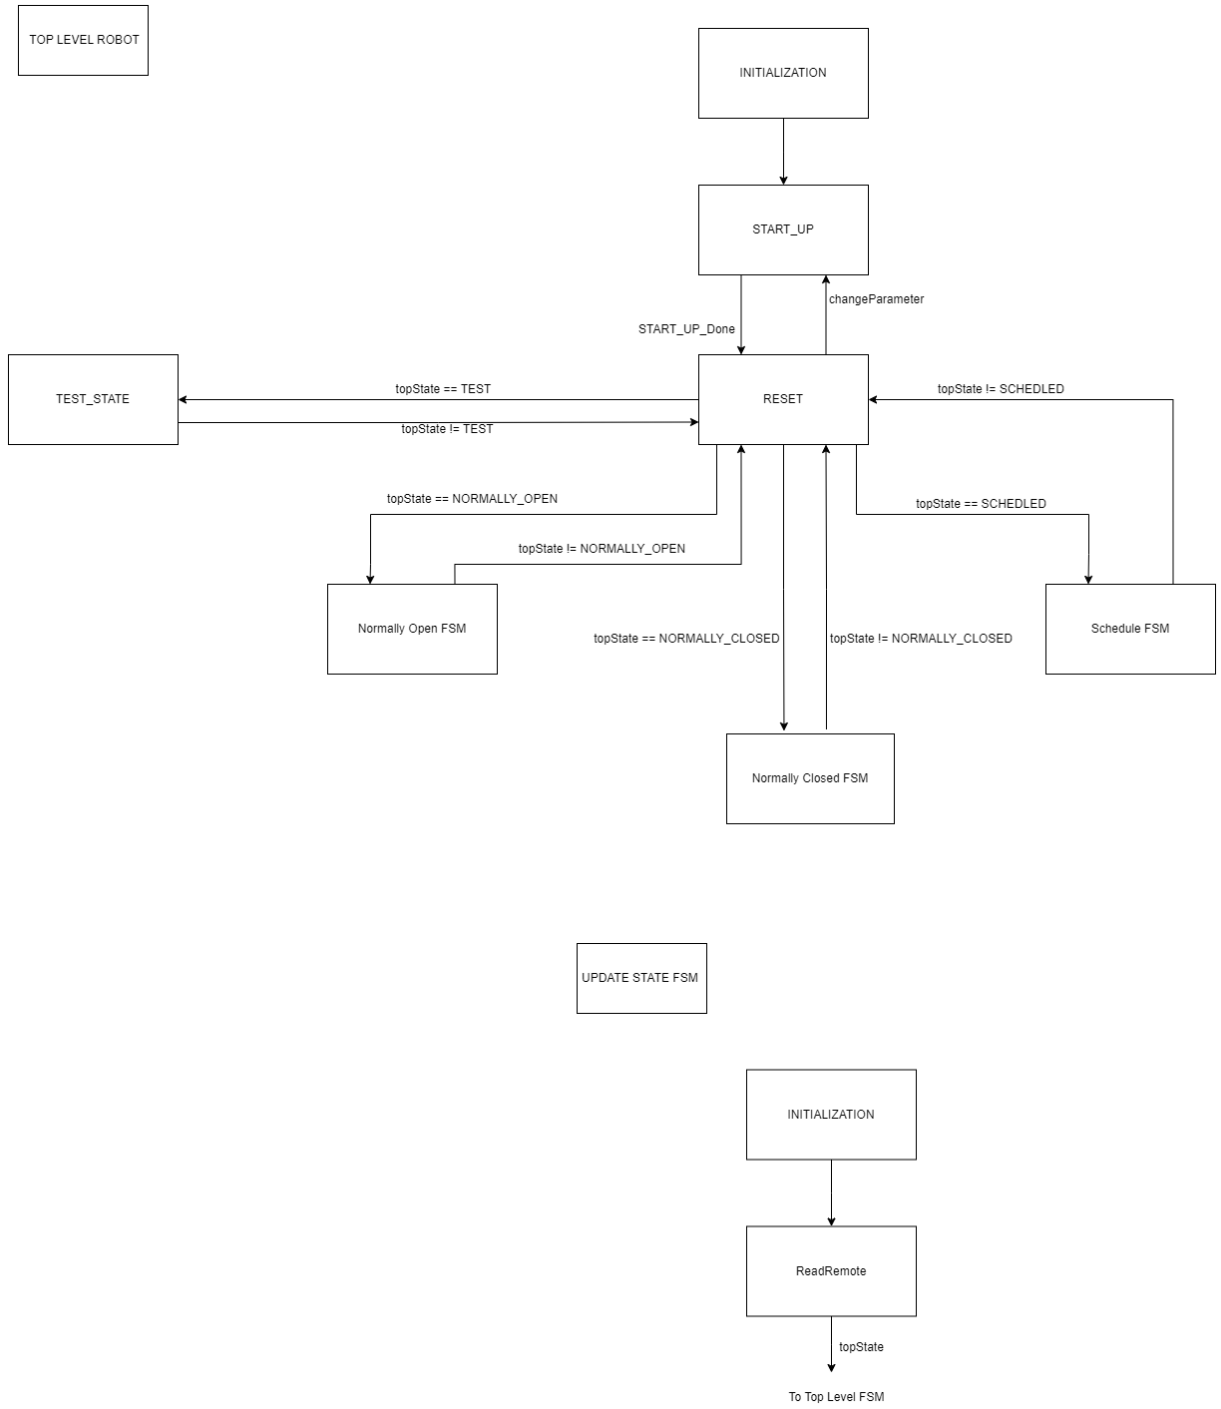 TOP LEVEL ROBOT
INITIALIZATION
START_UP
changeParameter
START_UP_Done
TEST_STATE
topState == TEST
RESET
topState != SCHEDLED
topState != TEST
topState == NORMALLY_OPEN
topState == SCHEDLED
topState != NORMALLY_OPEN
Normally Open FSM
topState == NORMALLY_CLOSED
topState != NORMALLY_CLOSED
Schedule FSM
Normally Closed FSM
UPDATE STATE FSM
INITIALIZATION
ReadRemote
topState
To Top Level FSM